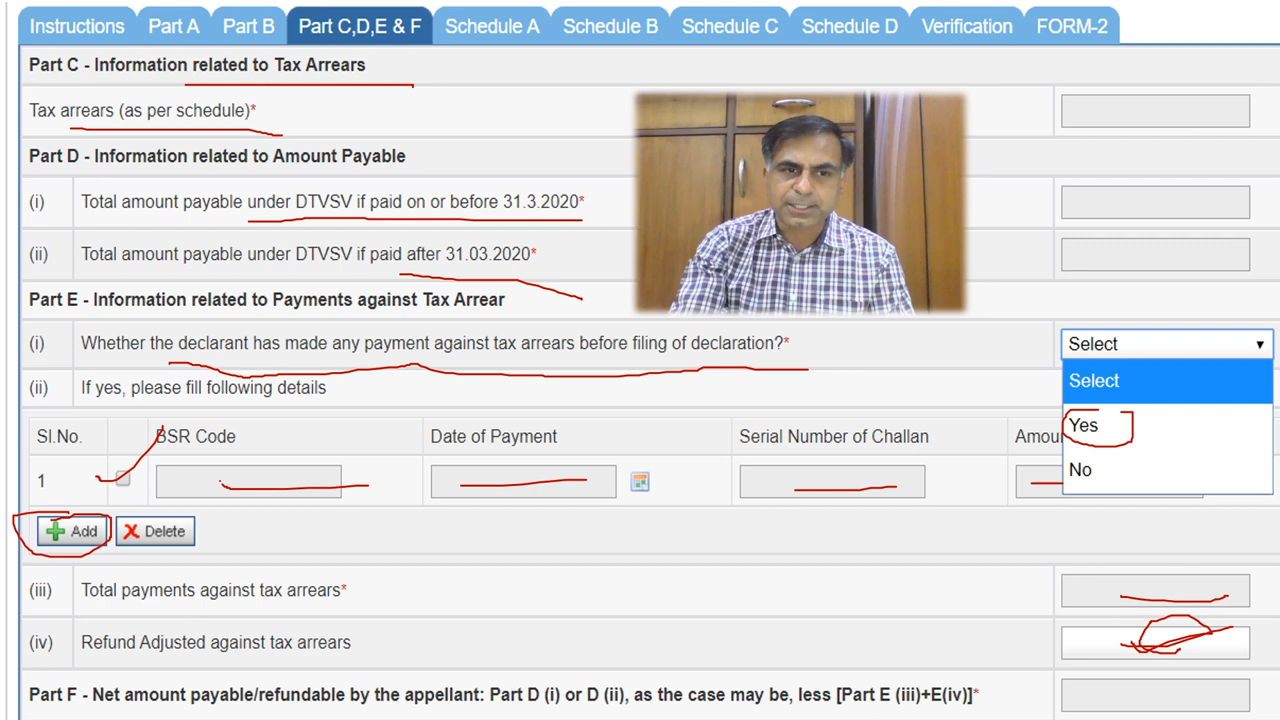 Instructions Part A Part B Part C,D,E & F Schedule A Schedule B Schedule C Schedule D Verification FORM-2
Part C - Information related to Tax Arrears
Tax arrears (as per schedule)*
Part D - Information related to Amount Payable
(i) Total amount payable under DTVSV if paid on or before 31.3.2020*
(ii) Total amount payable under DTVSV if paid after 31.03.2020*
Part E - Information related to Payments against Tax Arrear
(i) Whether the declarant has made any payment against tax arrears before filing of declaration?* Select
Select
(ii) If yes, please fill following details
Yes
Sl.No. BSR Code Date of Payment Serial Number of Challan Amou
No
1
Add Delete
(iii) Total payments against tax arrears*
(iv) Refund Adjusted against tax arrears
Part F - Net amount payable/refundable by the appellant: Part D (i) or D (ii), as the case may be, less [Part E (iii)+E(iv)]*